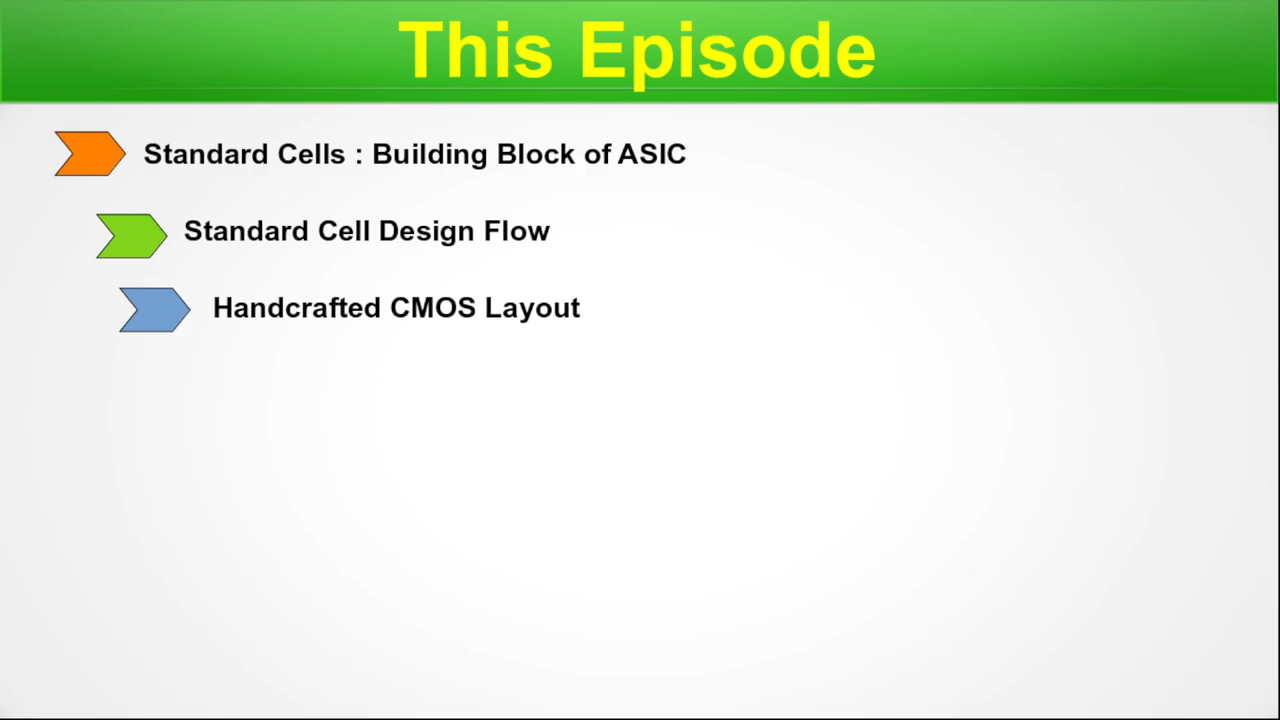 This Episode
Standard Cells : Building Block of ASIC
Standard Cell Design Flow
Handcrafted CMOS Layout